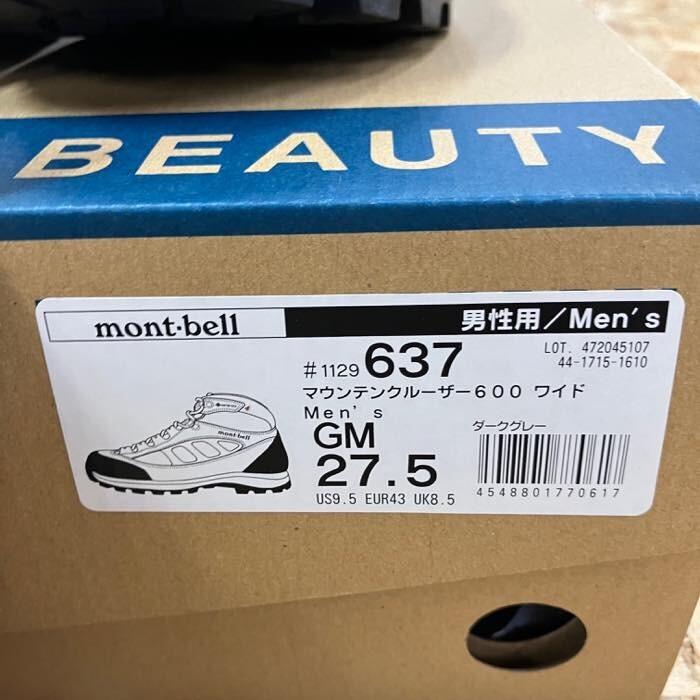 BEAUTY
mont·bell 男性用/Men's
#1129 637
LOT. 472045107
44-1715-1610
マウンテンクルーザー600 ワイド
Men's
GM
ダークグレー
27.5
US9.5 EUR43 UK8.5
4548801770617
mont·bell